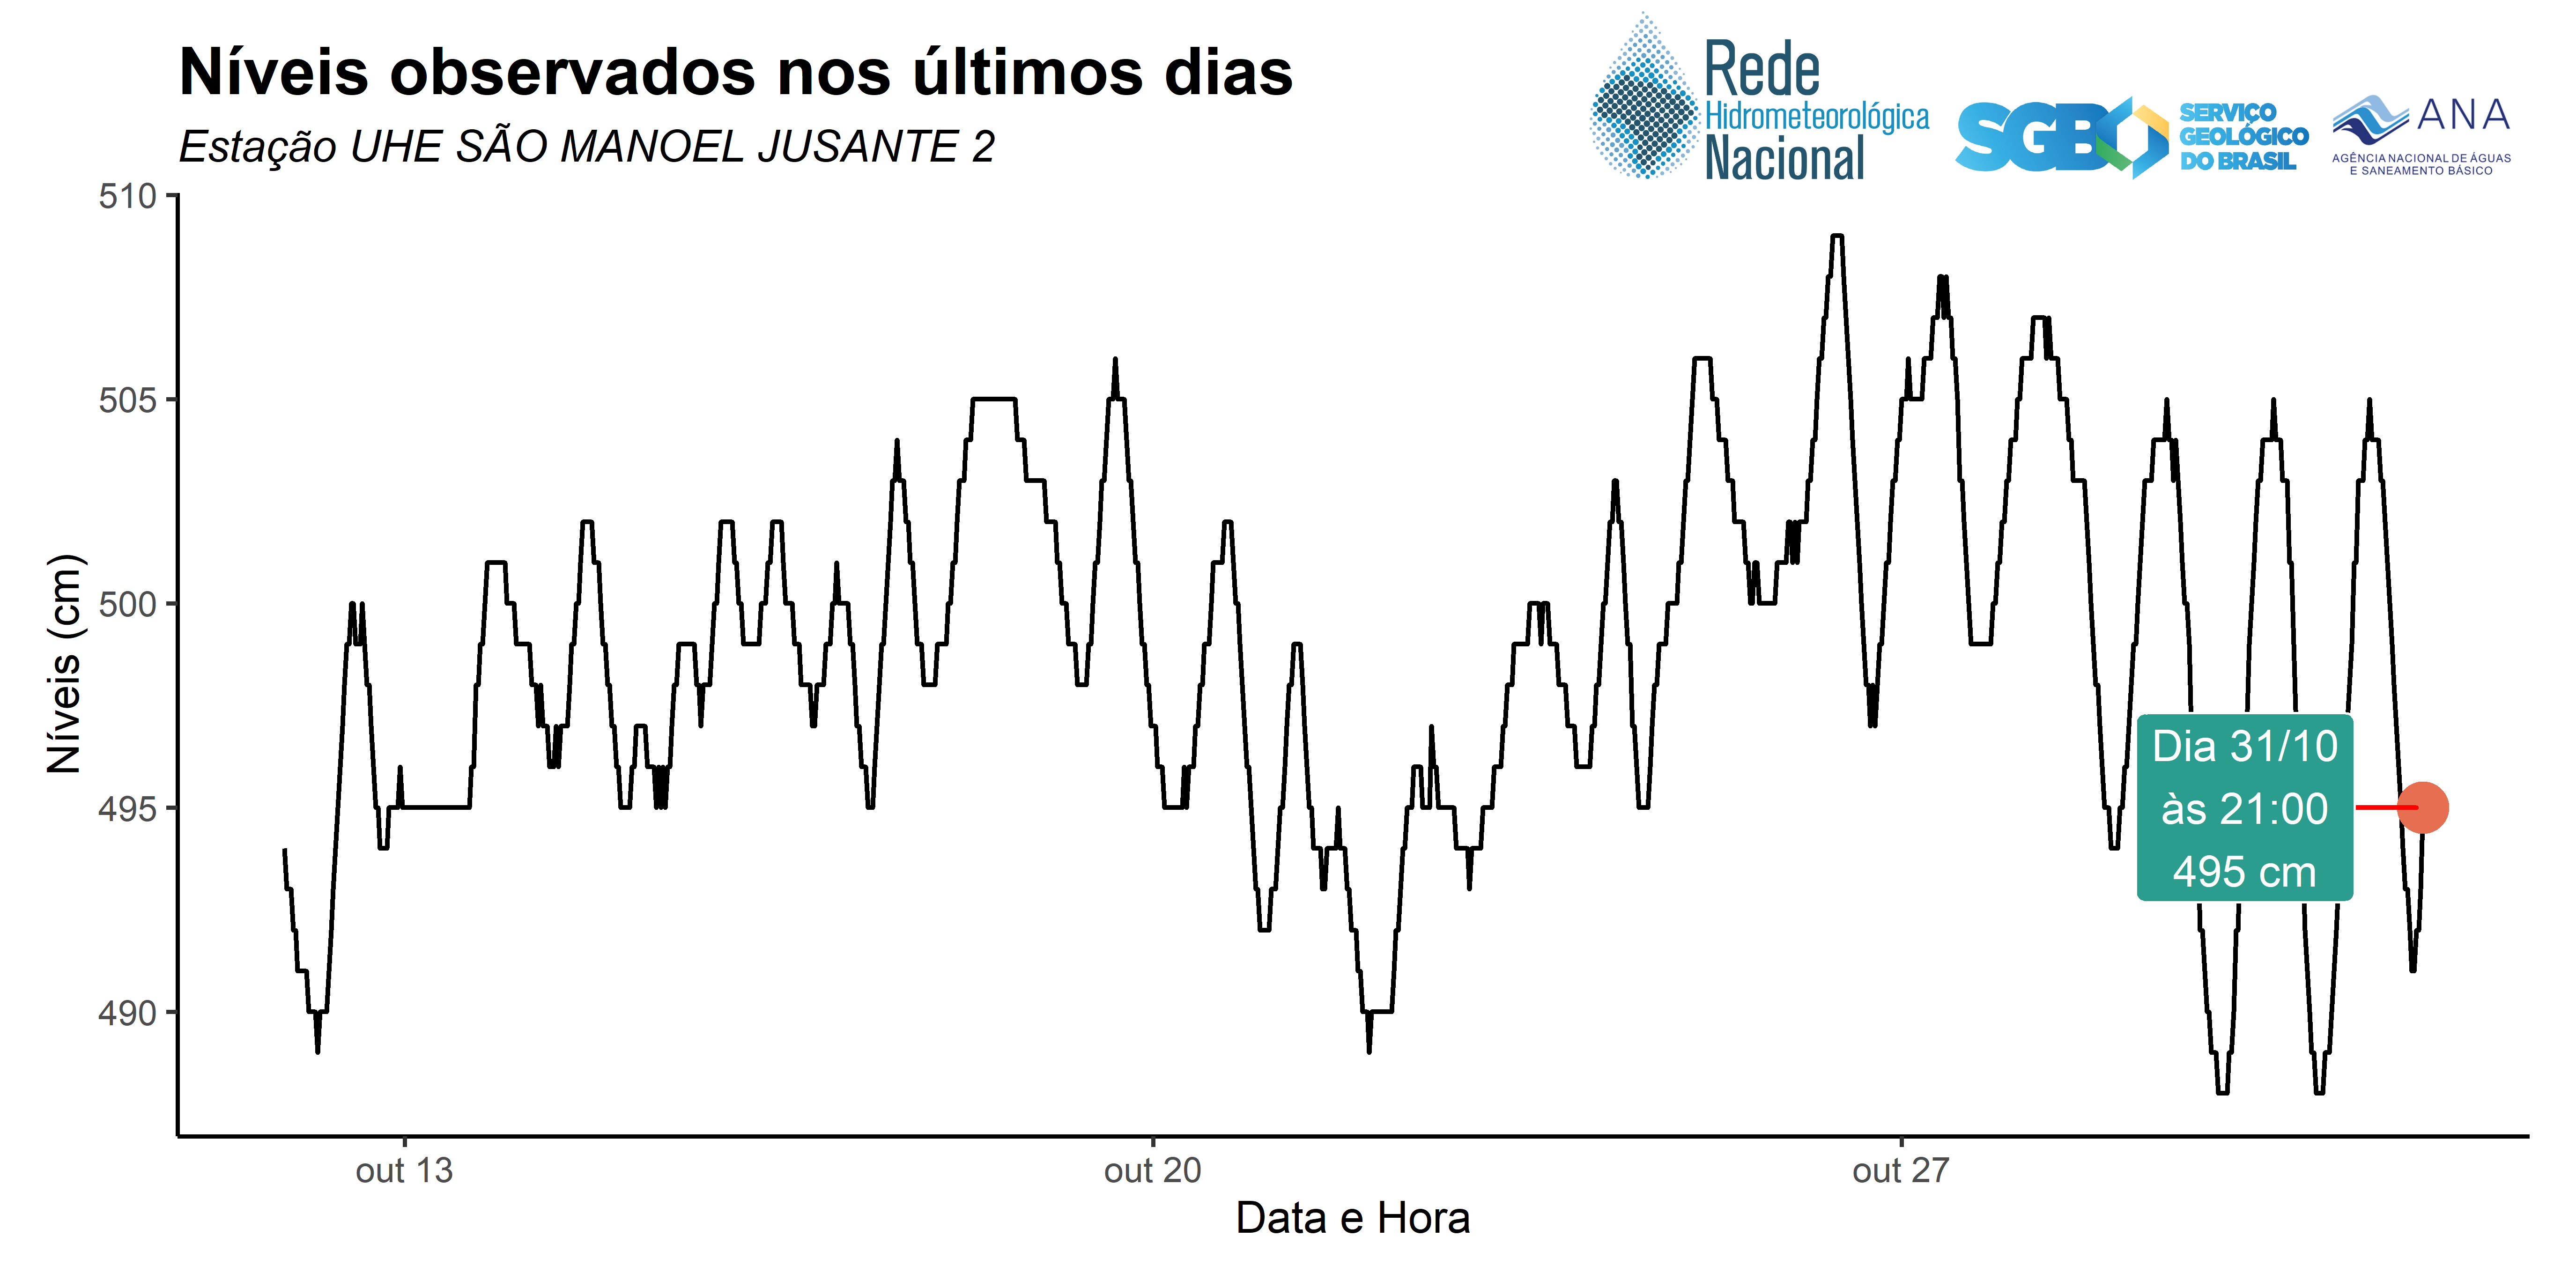 Níveis observados nos últimos dias
Estação UHE SÃO MANOEL JUSANTE 2
Rede
Hidrometeorológica
Nacional
SGB
SERVIÇO
GEOLÓGICO
DO BRASIL
ANA
AGÊNCIA NACIONAL DE ÁGUAS
E SANEAMENTO BÁSICO
Níveis (cm)
510
505
500
495
490
Dia 31/10
às 21:00
495 cm
out 13
out 20
out 27
Data e Hora